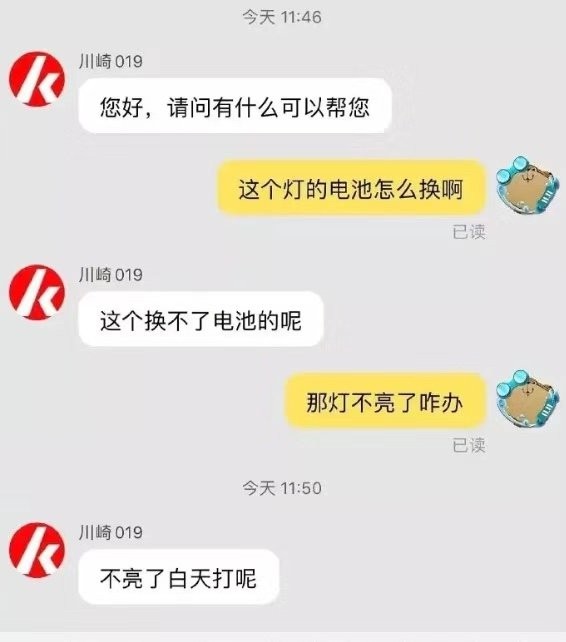 今天 11:46
川崎 019
您好，请问有什么可以帮您
这个灯的电池怎么换啊
已读
川崎 019
这个换不了电池的呢
那灯不亮了咋办
已读
今天 11:50
川崎 019
不亮了白天打呢